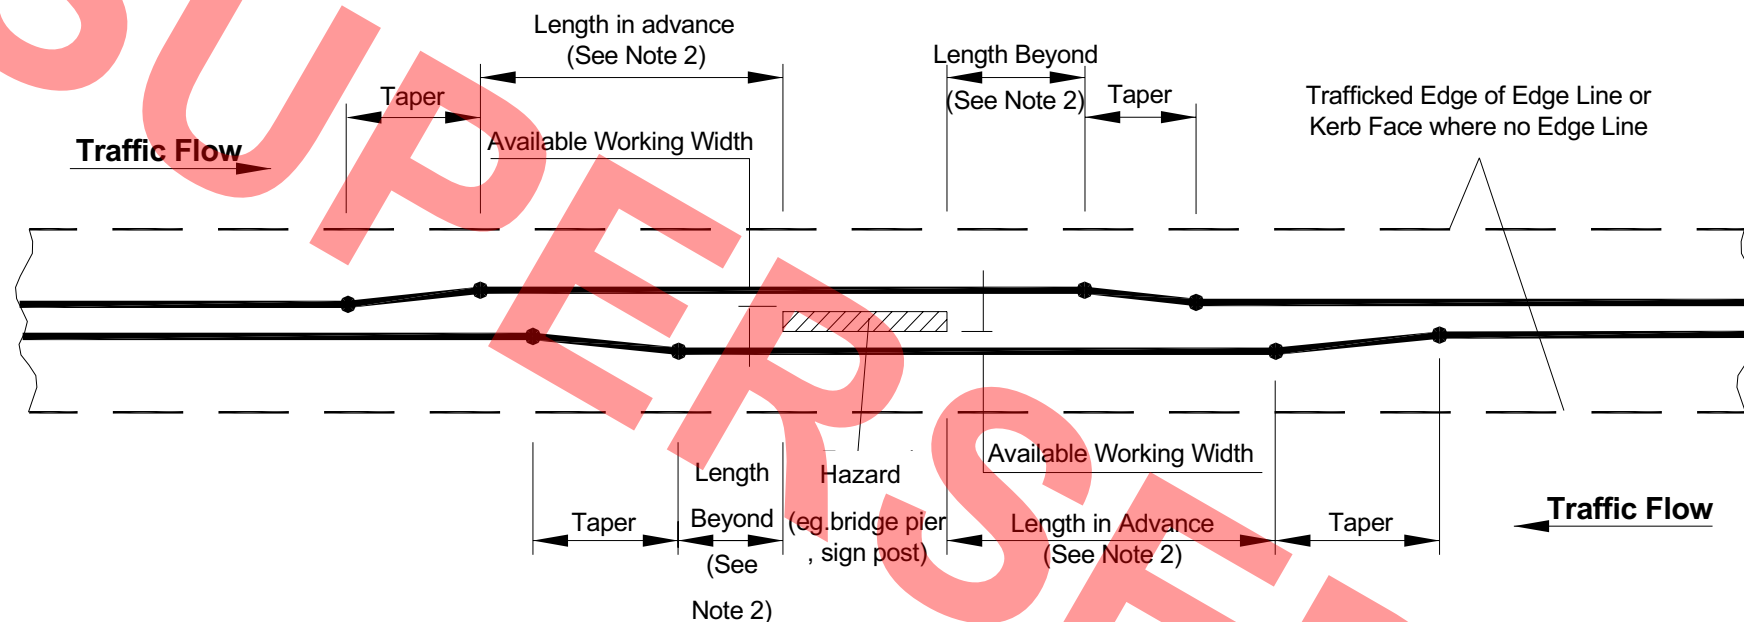 Length in advance
(See Note 2)
Length Beyond
(See Note 2)
Taper
Taper
Trafficked Edge of Edge Line or
Kerb Face where no Edge Line
Available Working Width
Traffic Flow
Length
Beyond
(See
Note 2)
Hazard
(eg.bridge pier
, sign post)
Available Working Width
Taper
Length in Advance
(See Note 2)
Taper
Traffic Flow
SUPERSE